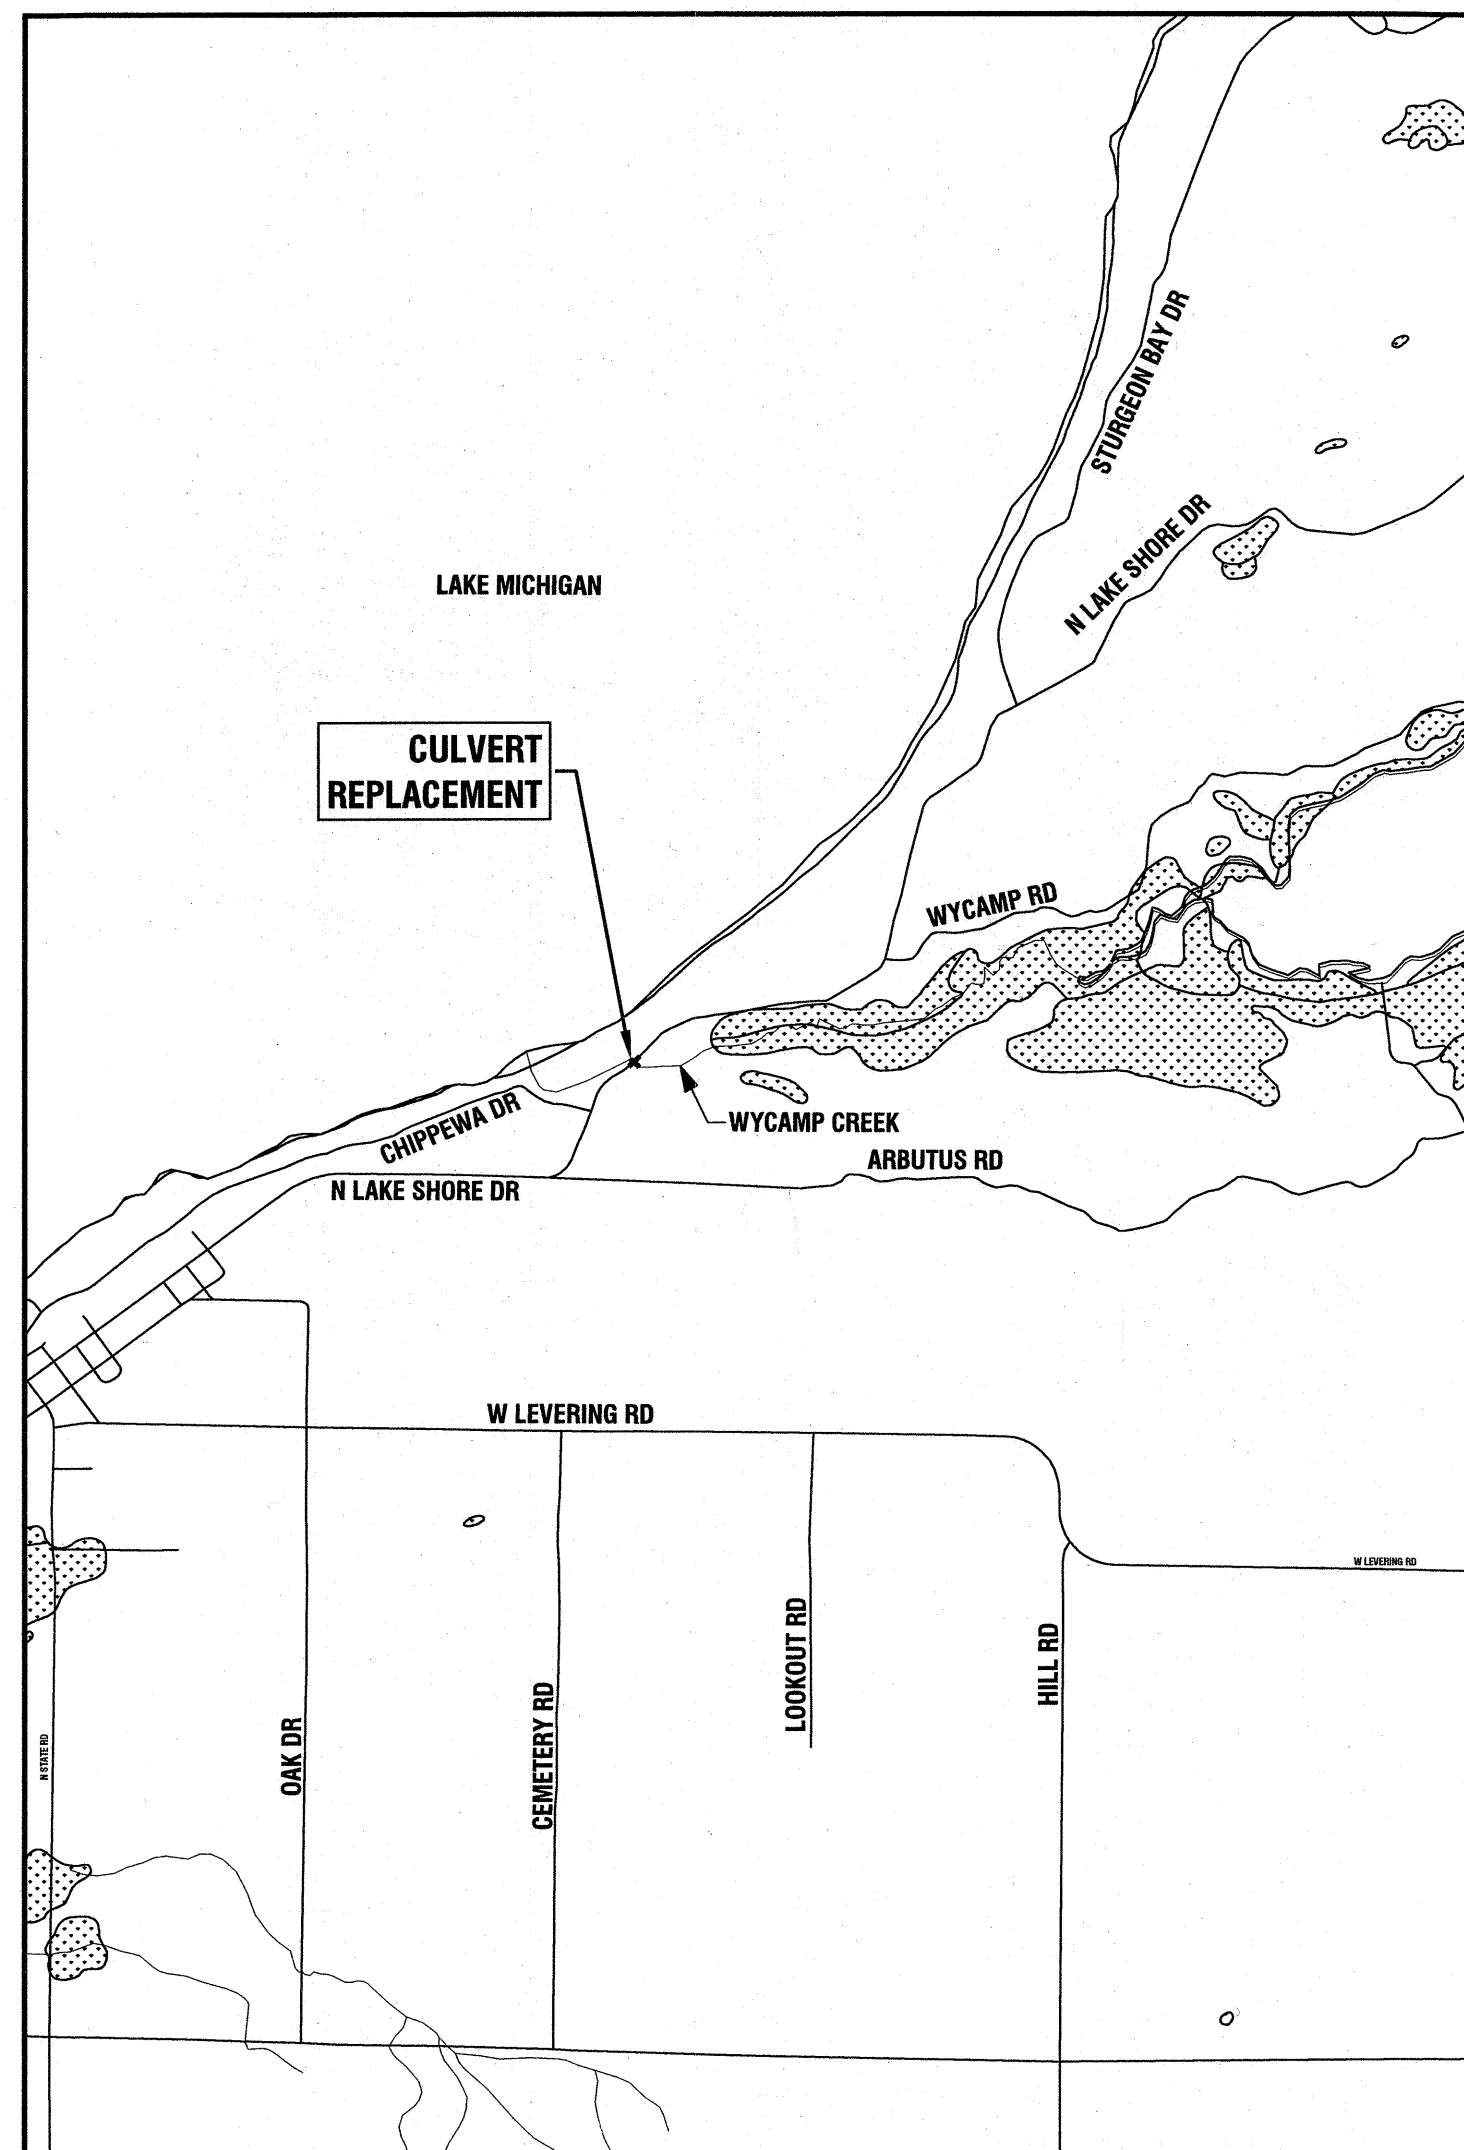 STURGEON BAY DR
N LAKE SHORE DR
LAKE MICHIGAN
CULVERT
REPLACEMENT
WYCAMP RD
CHIPPEWA DR
WYCAMP CREEK
ARBUTUS RD
N LAKE SHORE DR
W LEVERING RD
W LEVERING RD
LOOKOUT RD
HILL RD
CEMETERY RD
OAK DR
N STATE RD